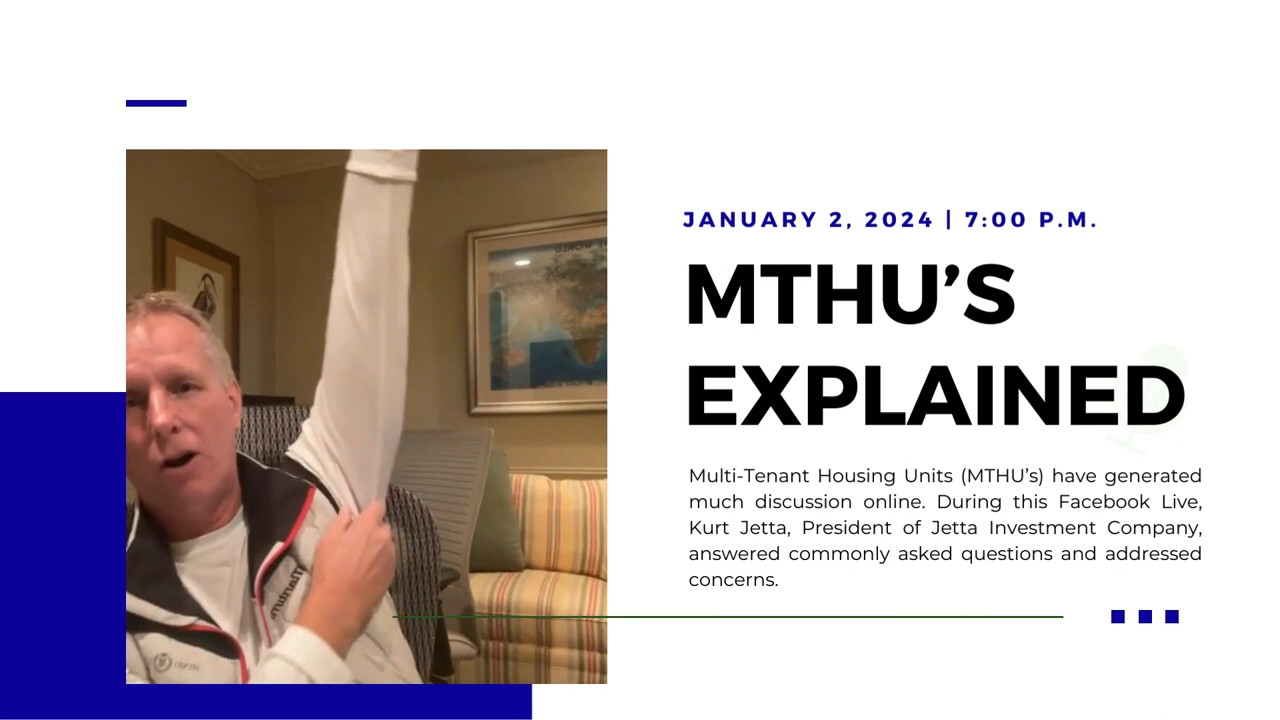 JANUARY 2, 2024 | 7:00 P.M.
MTHU’S
EXPLAINED
Multi-Tenant Housing Units (MTHU’s) have generated
much discussion online. During this Facebook Live,
Kurt Jetta, President of Jetta Investment Company,
answered commonly asked questions and addressed
concerns.